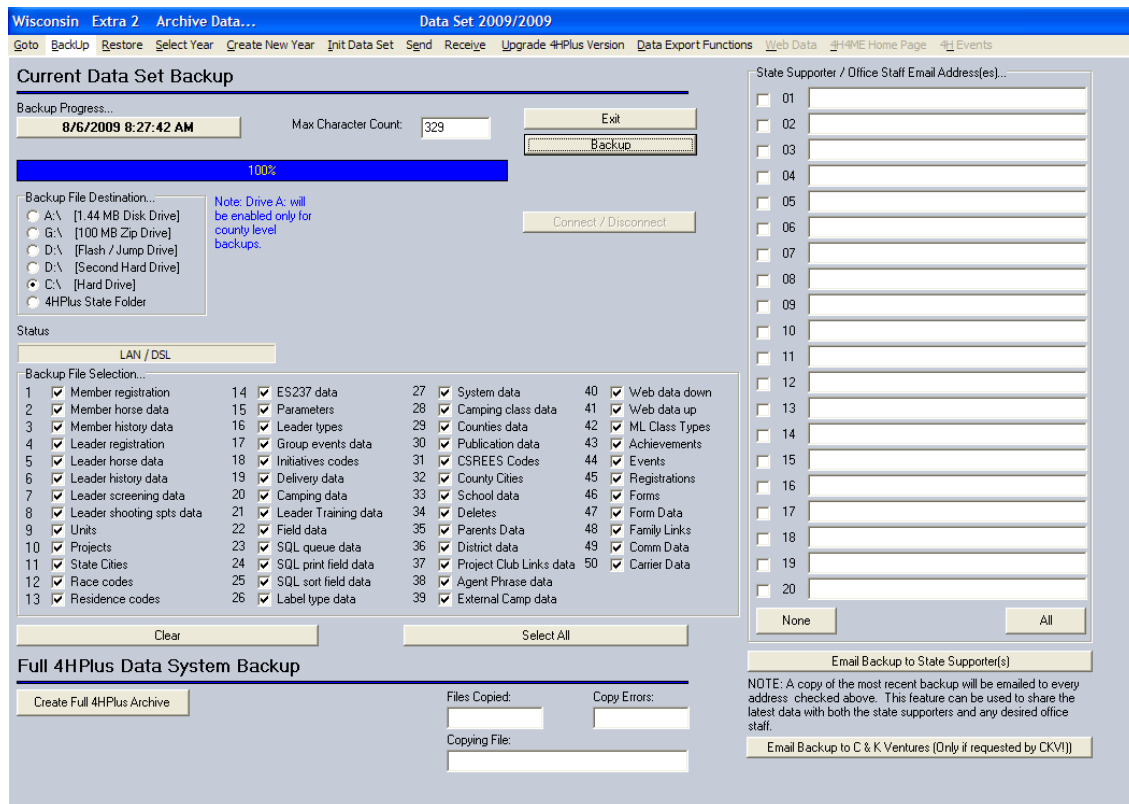 Wisconsin Extra 2 Archive Data... Data Set 2009/2009
Goto BackUp Restore Select Year Create New Year Init Data Set Send Receive Upgrade 4HPlus Version Data Export Functions Web Data 4H4ME Home Page 4H Events
Current Data Set Backup
Backup Progress...
8/6/2009 8:27:42 AM
Max Character Count: 329
Exit
Backup
100%
Backup File Destination...
A:\ [1.44 MB Disk Drive]
G:\ [100 MB Zip Drive]
D:\ [Flash / Jump Drive]
D:\ [Second Hard Drive]
C:\ [Hard Drive]
4HPlus State Folder
Note: Drive A: will
be enabled only for
county level
backups.
Connect / Disconnect
Status
LAN / DSL
Backup File Selection...
1 Member registration
2 Member horse data
3 Member history data
4 Leader registration
5 Leader horse data
6 Leader history data
7 Leader screening data
8 Leader shooting spts data
9 Units
10 Projects
11 State Cities
12 Race codes
13 Residence codes
14 ES237 data
15 Parameters
16 Leader types
17 Group events data
18 Initiatives codes
19 Delivery data
20 Camping data
21 Leader Training data
22 Field data
23 SQL queue data
24 SQL print field data
25 SQL sort field data
26 Label type data
27 System data
28 Camping class data
29 Counties data
30 Publication data
31 CSREES Codes
32 County Cities
33 School data
34 Deletes
35 Parents Data
36 District data
37 Project Club Links data
38 Agent Phrase data
39 External Camp data
40 Web data down
41 Web data up
42 ML Class Types
43 Achievements
44 Events
45 Registrations
46 Forms
47 Form Data
48 Family Links
49 Comm Data
50 Carrier Data
Clear
Select All
Full 4HPlus Data System Backup
Create Full 4HPlus Archive
Files Copied:
Copy Errors:
Copying File:
State Supporter / Office Staff Email Address(es)...
01
02
03
04
05
06
07
08
09
10
11
12
13
14
15
16
17
18
19
20
None
All
Email Backup to State Supporter(s)
NOTE: A copy of the most recent backup will be emailed to every
address checked above. This feature can be used to share the
latest data with both the state supporters and any desired office
staff.
Email Backup to C & K Ventures (Only if requested by CKV!))